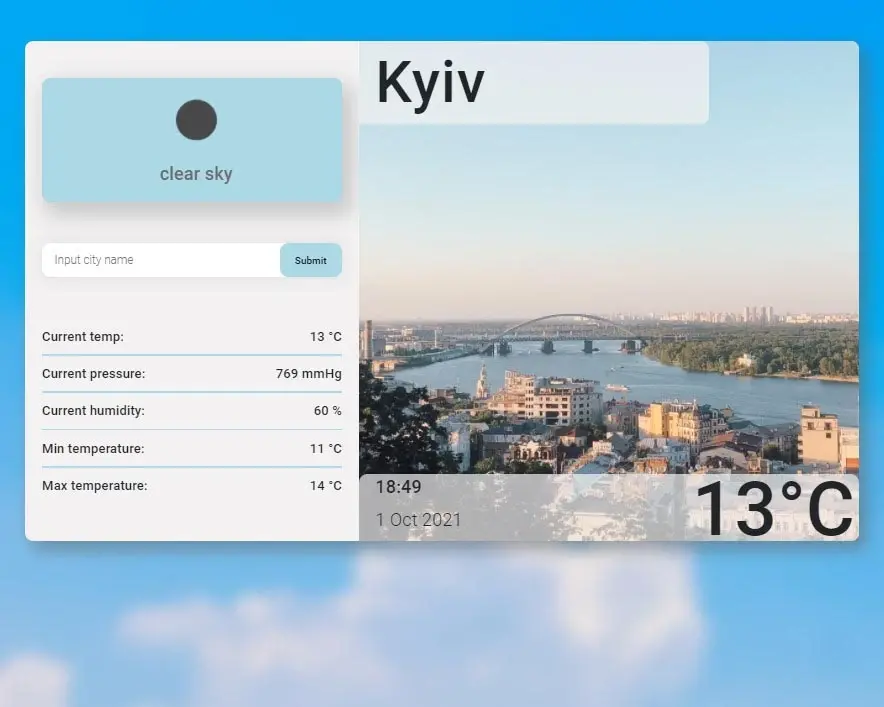 clear sky
Input city name
Submit
Current temp: 13 °C
Current pressure: 769 mmHg
Current humidity: 60 %
Min temperature: 11 °C
Max temperature: 14 °C
Kyiv
18:49
1 Oct 2021
13°C